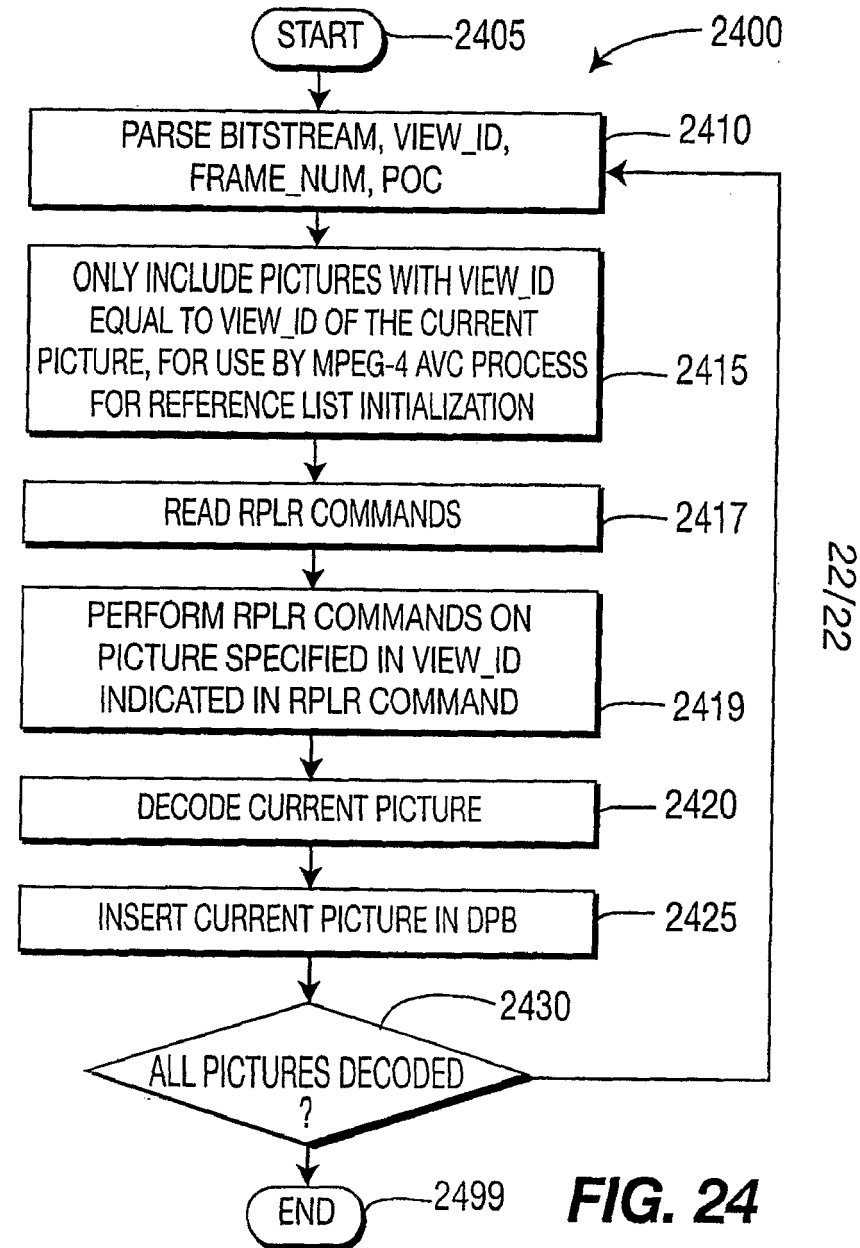 START
2405
2400
PARSE BITSTREAM, VIEW_ID,
FRAME_NUM, POC
2410
ONLY INCLUDE PICTURES WITH VIEW_ID
EQUAL TO VIEW_ID OF THE CURRENT
PICTURE, FOR USE BY MPEG-4 AVC PROCESS
FOR REFERENCE LIST INITIALIZATION
2415
READ RPLR COMMANDS
2417
PERFORM RPLR COMMANDS ON
PICTURE SPECIFIED IN VIEW_ID
INDICATED IN RPLR COMMAND
2419
DECODE CURRENT PICTURE
2420
INSERT CURRENT PICTURE IN DPB
2425
2430
ALL PICTURES DECODED
?
END
2499
FIG. 24
22/22